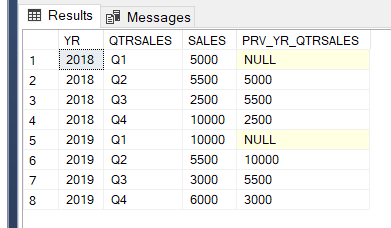 Results Messages
YR QTRSALES SALES PRV_YR_QTRSALES
1 2018 Q1 5000 NULL
2 2018 Q2 5500 5000
3 2018 Q3 2500 5500
4 2018 Q4 10000 2500
5 2019 Q1 10000 NULL
6 2019 Q2 5500 10000
7 2019 Q3 3000 5500
8 2019 Q4 6000 3000